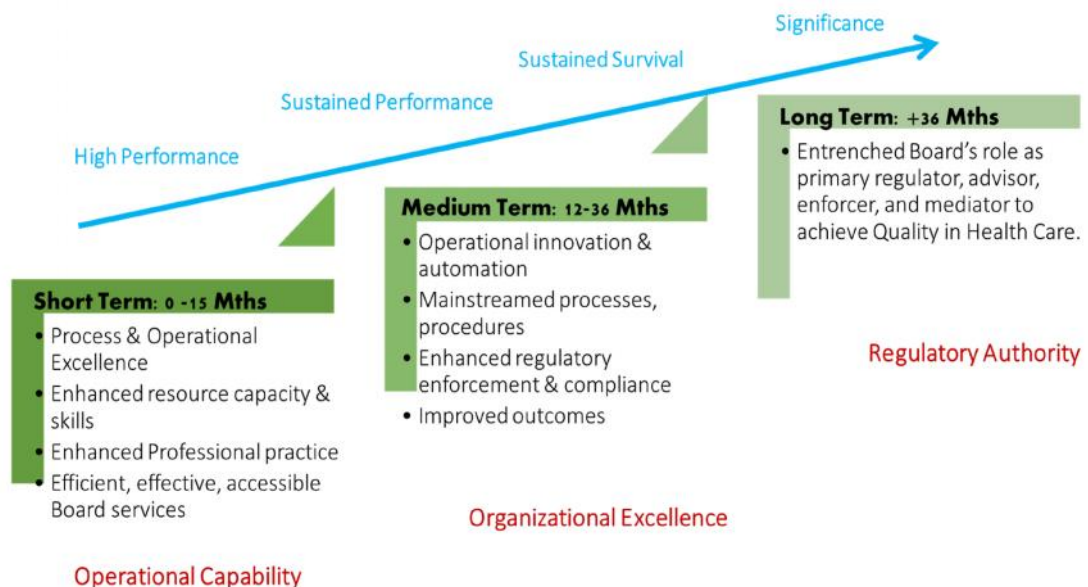 Significance
Sustained Survival
Sustained Performance
High Performance
Long Term: +36 Mths
• Entrenched Board's role as
primary regulator, advisor,
enforcer, and mediator to
achieve Quality in Health Care.
Regulatory Authority
Medium Term: 12-36 Mths
• Operational innovation &
automation
• Mainstreamed processes,
procedures
• Enhanced regulatory
enforcement & compliance
• Improved outcomes
Organizational Excellence
Short Term: 0 -15 Mths
• Process & Operational
Excellence
• Enhanced resource capacity &
skills
• Enhanced Professional practice
• Efficient, effective, accessible
Board services
Operational Capability